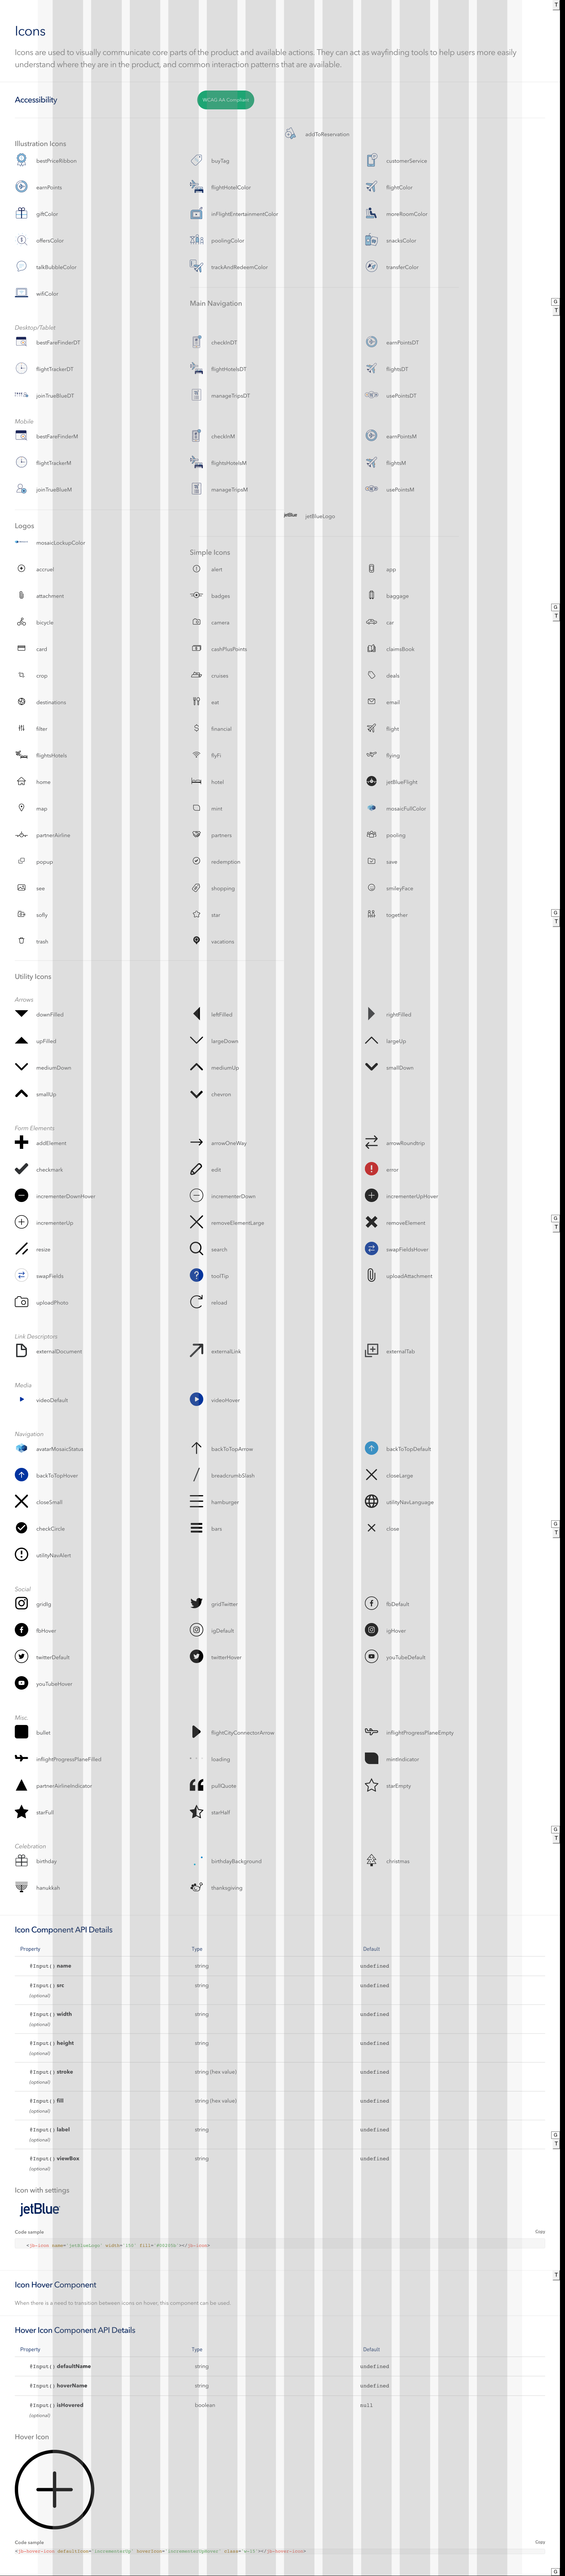 T
Icons
Icons are used to visually communicate core parts of the product and available actions. They can act as wayfinding tools to help users more easily
understand where they are in the product, and common interaction patterns that are available.
Accessibility
WCAG AA Compliant
addToReservation
Illustration Icons
bestPriceRibbon buyTag customerService
earnPoints flightHotelColor flightColor
giftColor inFlightEntertainmentColor moreRoomColor
offersColor poolingColor snacksColor
talkBubbleColor trackAndRedeemColor transferColor
wifiColor
G
Main Navigation
T
Desktop/Tablet
bestFareFinderDT checkInDT earnPointsDT
flightTrackerDT flightHotelsDT flightsDT
joinTrueBlueDT manageTripsDT usePointsDT
Mobile
bestFareFinderM checkInM earnPointsM
flightTrackerM flightsHotelsM flightsM
joinTrueBlueM manageTripsM usePointsM
jetBlue jetBlueLogo
Logos
mosaicLockupColor
Simple Icons
accrual alert app
attachment badges baggage
G
T
bicycle camera car
card cashPlusPoints claimsBook
crop cruises deals
destinations eat email
filter financial flight
flightsHotels flyFi flying
home hotel jetBlueFlight
map mint mosaicFullColor
partnerAirline partners pooling
popup redemption save
see shopping smileyFace
sofly star together
G
T
trash vacations
Utility Icons
Arrows
downFilled leftFilled rightFilled
upFilled largeDown largeUp
mediumDown mediumUp smallDown
smallUp chevron
Form Elements
addElement arrowOneWay arrowRoundtrip
checkmark edit error
incrementerDownHover incrementerDown incrementerUpHover
incrementerUp removeElementLarge removeElement
G
T
resize search swapFieldsHover
swapFields toolTip uploadAttachment
uploadPhoto reload
Link Descriptors
externalDocument externalLink externalTab
Media
videoDefault videoHover
Navigation
avatarMosaicStatus backToTopArrow backToTopDefault
backToTopHover breadcrumbSlash closeLarge
closeSmall hamburger utilityNavLanguage
checkCircle bars close
G
T
utilityNavAlert
Social
gridIg gridTwitter fbDefault
fbHover igDefault igHover
twitterDefault twitterHover youTubeDefault
youTubeHover
Misc.
bullet flightCityConnectorArrow inflightProgressPlaneEmpty
inflightProgressPlaneFilled loading mintIndicator
partnerAirlineIndicator pullQuote starEmpty
starFull starHalf
G
T
Celebration
birthday birthdayBackground christmas
hanukkah thanksgiving
Icon Component API Details
Property Type Default
@Input() name string undefined
@Input() src string undefined
(optional)
@Input() width string undefined
(optional)
@Input() height string undefined
(optional)
@Input() stroke string (hex value) undefined
(optional)
@Input() fill string (hex value) undefined
(optional)
@Input() label string undefined
(optional)
G
T
@Input() viewBox string undefined
(optional)
Icon with settings
jetBlue
Code sample Copy
T
Icon Hover Component
When there is a need to transition between icons on hover, this component can be used.
Hover Icon Component API Details
Property Type Default
@Input() defaultName string undefined
@Input() hoverName string undefined
@Input() isHovered boolean null
(optional)
Hover Icon
Code sample Copy
<jb-hover-icon defaultIcon="incrementerUp" hoverIcon="incrementerUpHover" class="w-15"></jb-hover-icon>
G